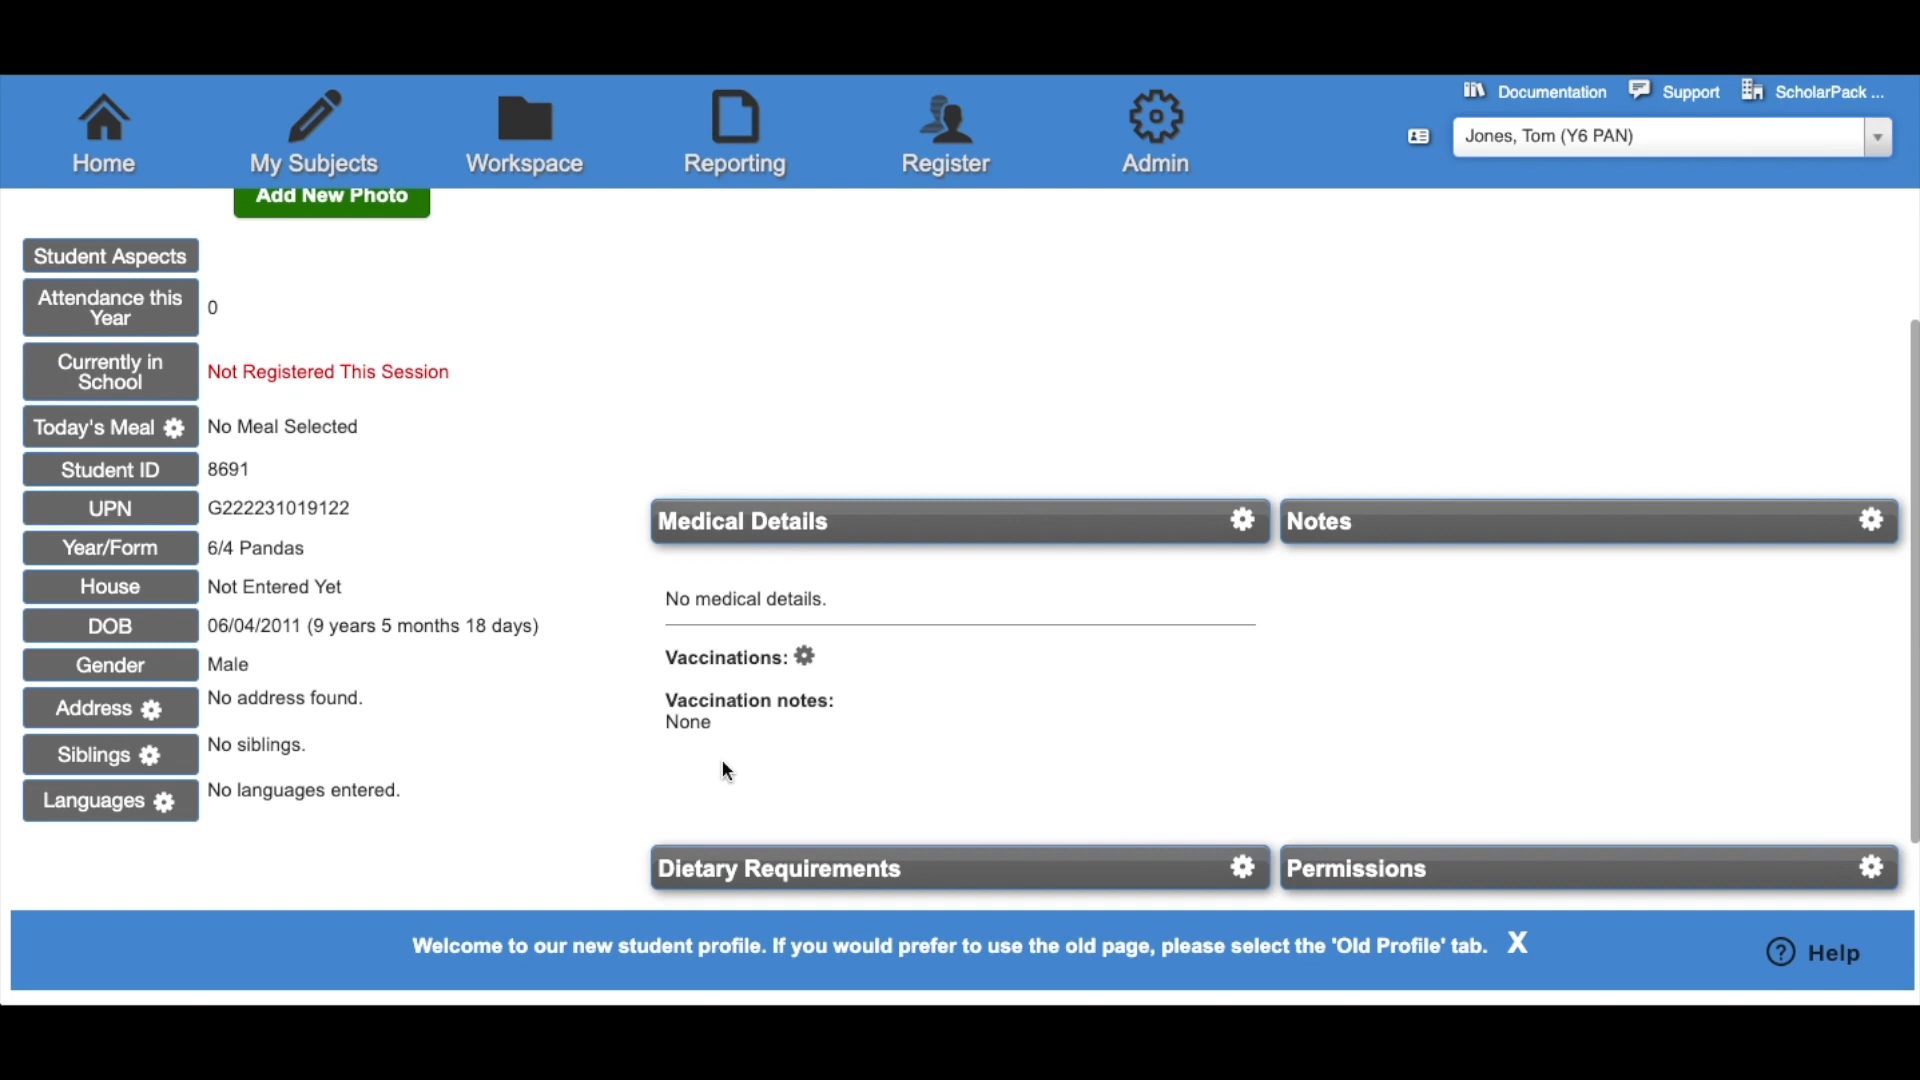 Documentation
Support
ScholarPack ...
Jones, Tom (Y6 PAN)
Home
My Subjects
Workspace
Reporting
Register
Admin
Add New Photo
Student Aspects
Attendance this
Year
0
Currently in
School
Not Registered This Session
Today's Meal
No Meal Selected
Student ID
8691
UPN
G222231019122
Year/Form
6/4 Pandas
House
Not Entered Yet
DOB
06/04/2011 (9 years 5 months 18 days)
Gender
Male
Address
No address found.
Siblings
No siblings.
Languages
No languages entered.
Medical Details
No medical details.
Vaccinations:
Vaccination notes:
None
Notes
Dietary Requirements
Permissions
Welcome to our new student profile. If you would prefer to use the old page, please select the 'Old Profile' tab.
X
? Help